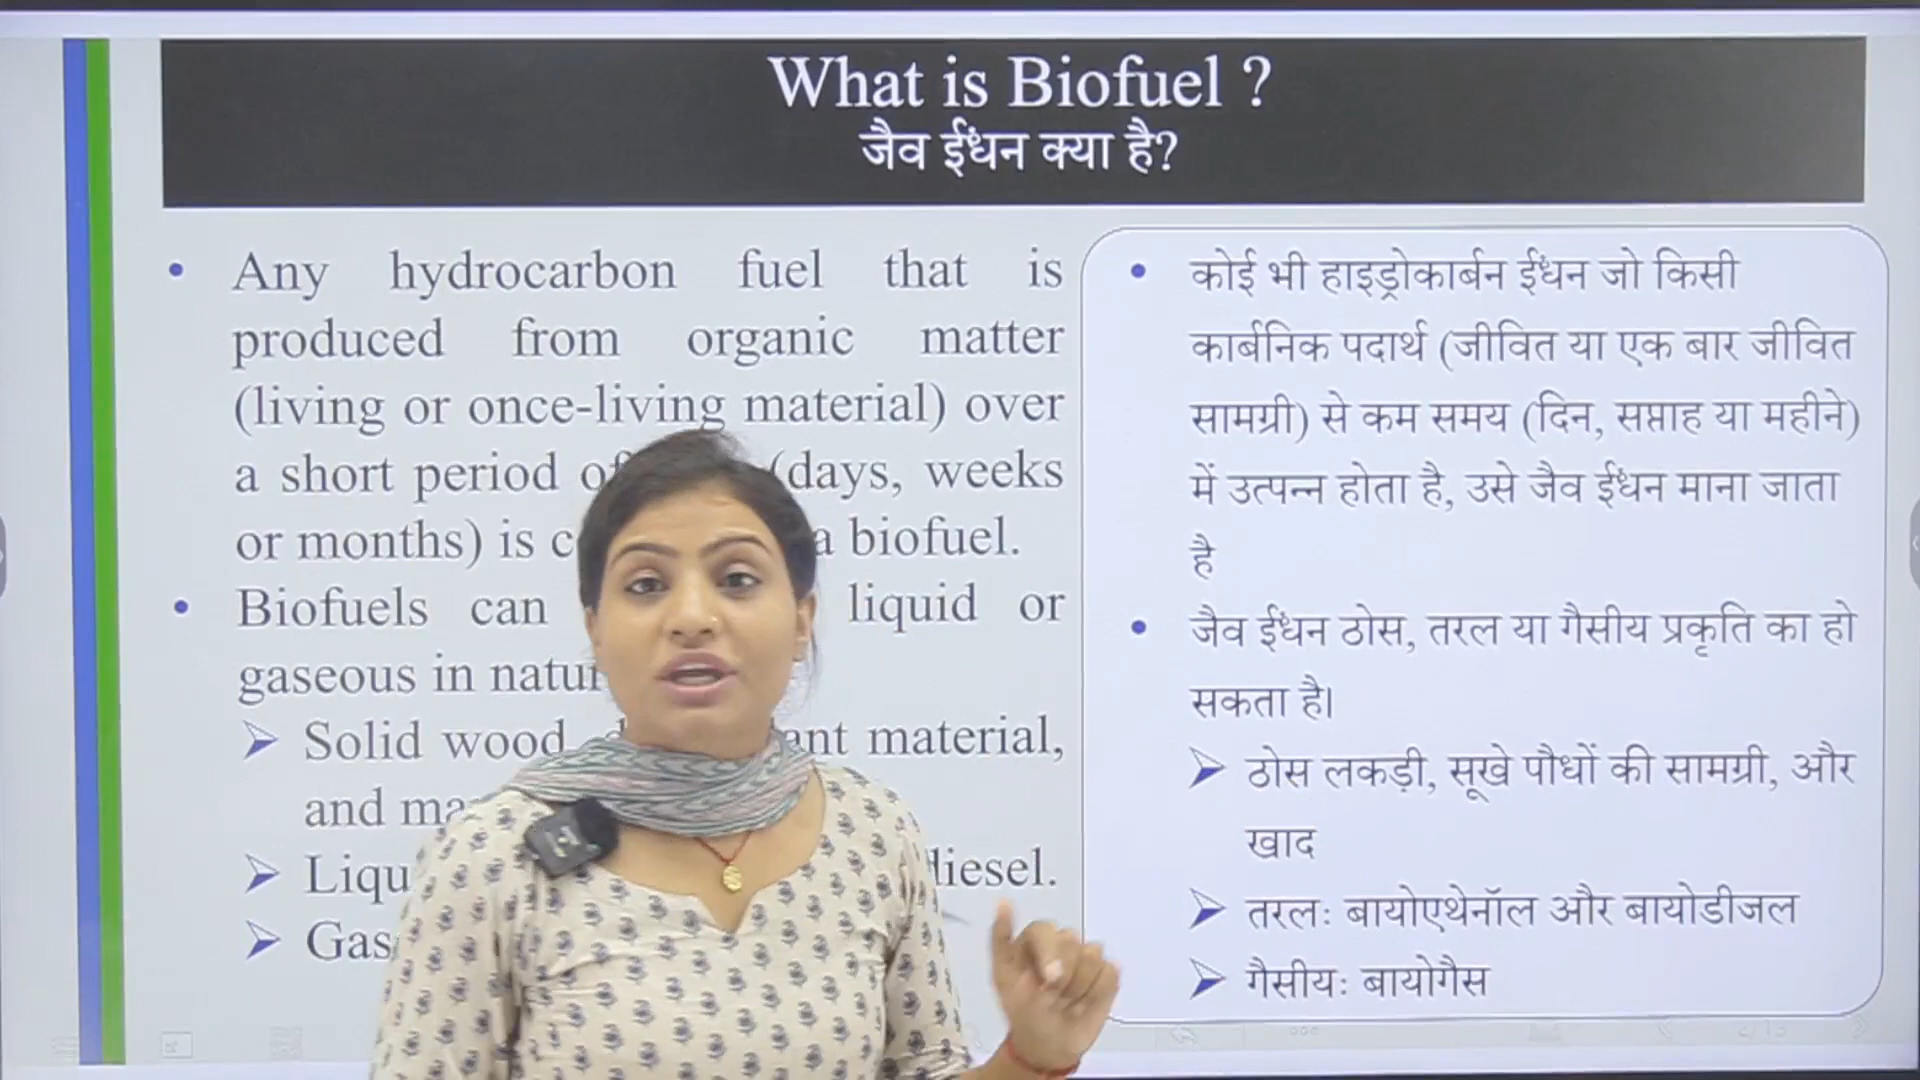 What is Biofuel ?
जैव ईंधन क्या है?
• Any hydrocarbon fuel that is
produced from organic matter
(living or once-living material) over
a short period (days, weeks
or months) is a biofuel.
• Biofuels can liquid or
gaseous in
➢ Solid wood, material,
and
➢ diesel.
➢
• कोई भी हाइड्रोकार्बन ईंधन जो किसी
कार्बनिक पदार्थ (जीवित या एक बार जीवित
सामग्री) से कम समय (दिन, सप्ताह या महीने)
में उत्पन्न होता है, उसे जैव ईंधन माना जाता
है
• जैव ईंधन ठोस, तरल या गैसीय प्रकृति का हो
सकता है।
➢ ठोस लकड़ी, सूखे पौधों की सामग्री, और
खाद
➢ तरलः बायोएथेनॉल और बायोडीजल
➢ गैसीयः बायोगैस